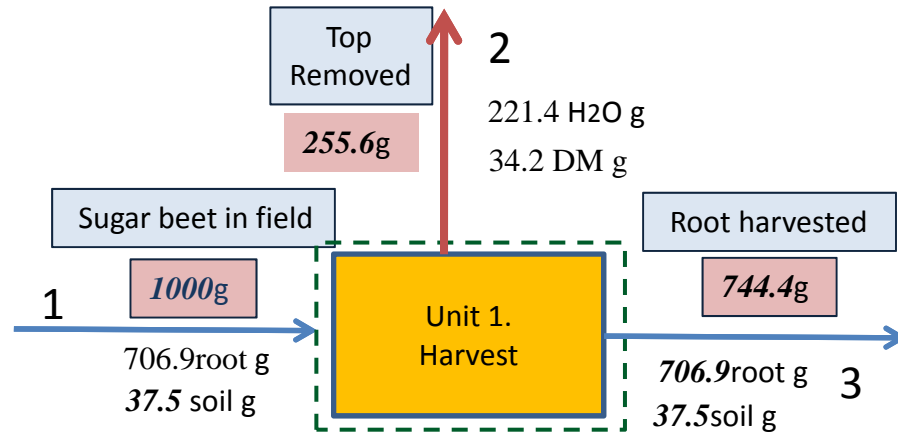 Top
Removed
255.6g
2
221.4 H2O g
34.2 DM g
Sugar beet in field
1000g
1
706.9root g
37.5 soil g
Unit 1.
Harvest
Root harvested
744.4g
706.9root g
37.5soil g
3